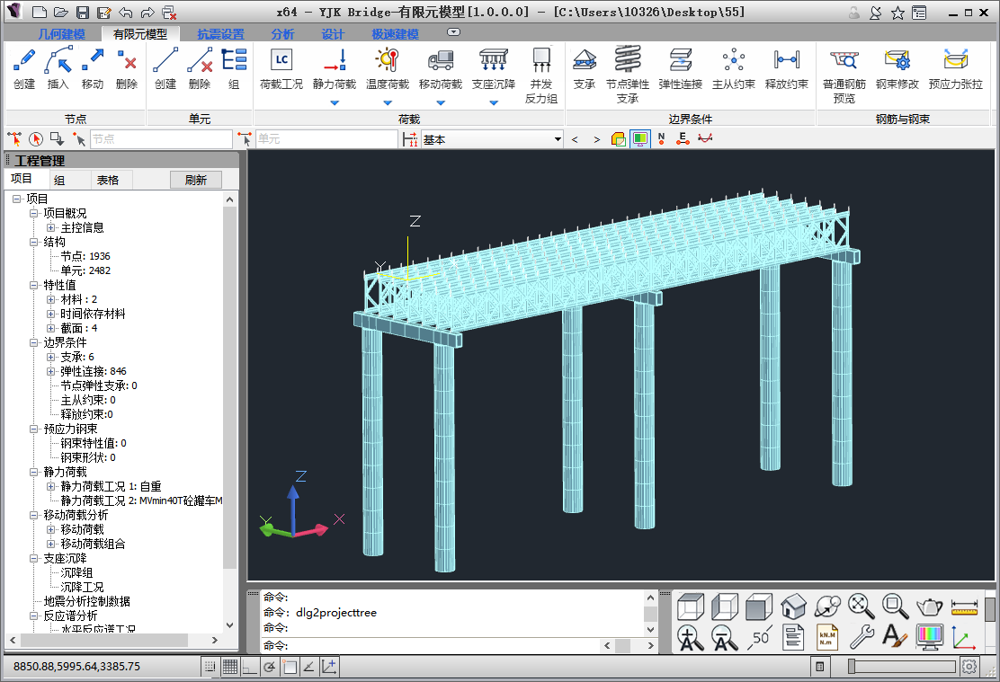 x64 - YJK Bridge-有限元模型[1.0.0.0] - [C:\Users\10326\Desktop\55]
几何建模 有限元模型 抗震设置 分析 设计 极速建模
创建 插入 移动 删除 创建 删除 组 荷载工况 静力荷载 温度荷载 移动荷载 支座沉降 并发反力组 支承 节点弹性支承 弹性连接 主从约束 释放约束 普通钢筋预览 钢束修改 预应力张拉
LC
节点 单元 荷载 边界条件 钢筋与钢束
节点 单元 基本 < > N E
工程管理
项目 组 表格 刷新
项目
项目概况
主控信息
结构
节点: 1936
单元: 2482
特性值
材料 : 2
时间依存材料
截面 : 4
边界条件
支承: 6
弹性连接: 846
节点弹性支承: 0
主从约束: 0
释放约束:0
预应力钢束
钢束特性值: 0
钢束形状: 0
静力荷载
静力荷载工况 1: 自重
静力荷载工况 2: MVmin40T砼罐车M
移动荷载分析
移动荷载
移动荷载组合
支座沉降
沉降组
沉降工况
地震分析控制数据
反应谱分析
水平反应谱工况
Z
Y
Z
Y X
命令:
命令: dlg2projecttree
命令:
命令:
.50
kN.M
N.m
A
8850.88,5995.64,3385.75